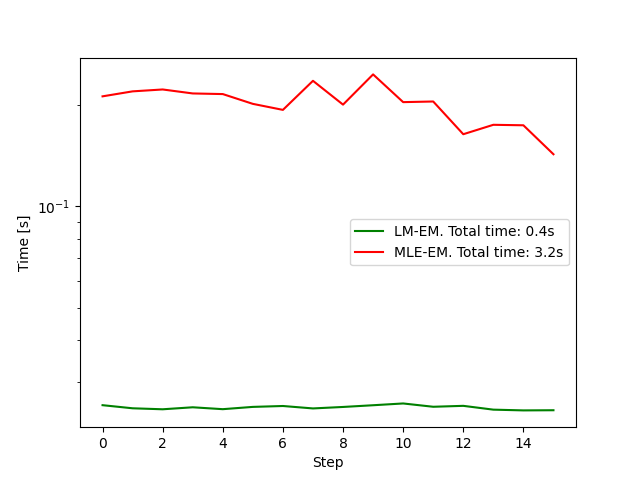 10⁻¹
Time [s]
LM-EM. Total time: 0.4s
MLE-EM. Total time: 3.2s
0 2 4 6 8 10 12 14
Step